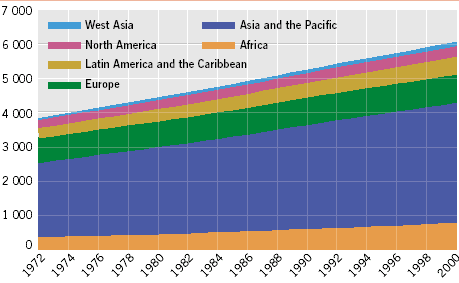 7 000
West Asia
Asia and the Pacific
6 000
North America
Africa
Latin America and the Caribbean
5 000
Europe
4 000
3 000
2 000
1 000
0
1972 1974 1976 1978 1980 1982 1984 1986 1988 1990 1992 1994 1996 1998 2000